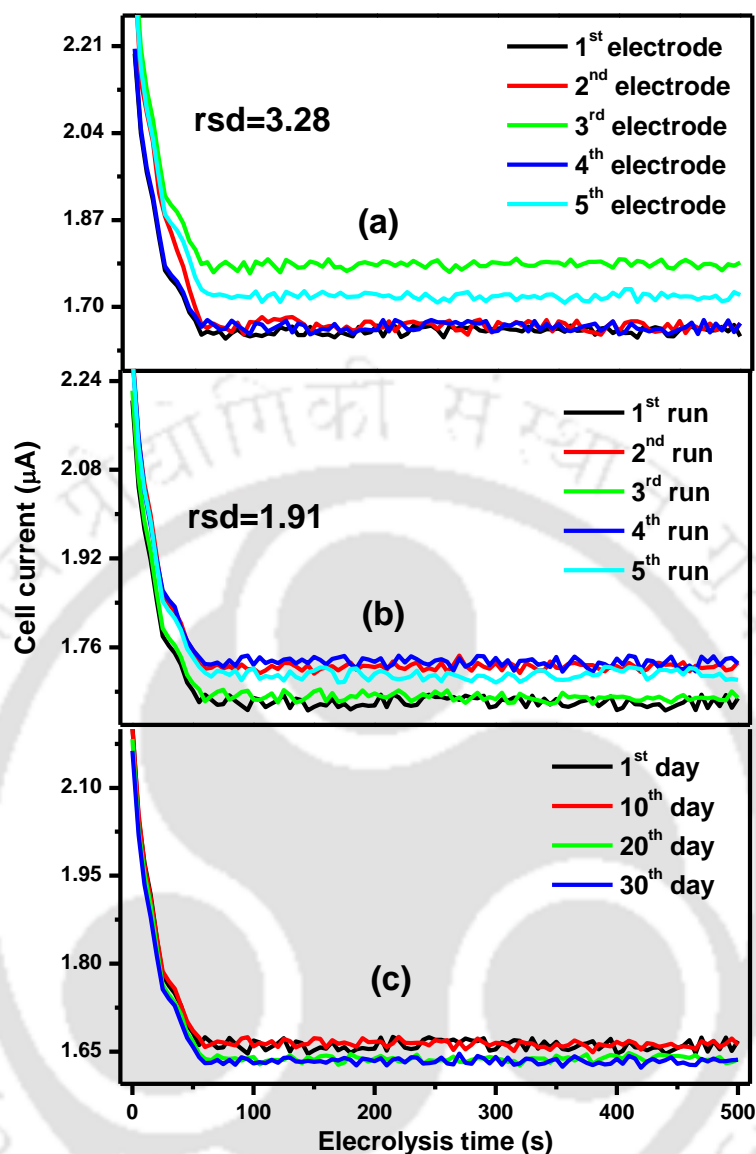 2.21
2.04
1.87
1.70
rsd=3.28
1st electrode
2nd electrode
3rd electrode
4th electrode
5th electrode
(a)
2.24
2.08
1.92
1.76
rsd=1.91
1st run
2nd run
3rd run
4th run
5th run
(b)
Cell current (μA)
2.10
1.95
1.80
1.65
1st day
10th day
20th day
30th day
(c)
0 100 200 300 400 500
Elecrolysis time (s)